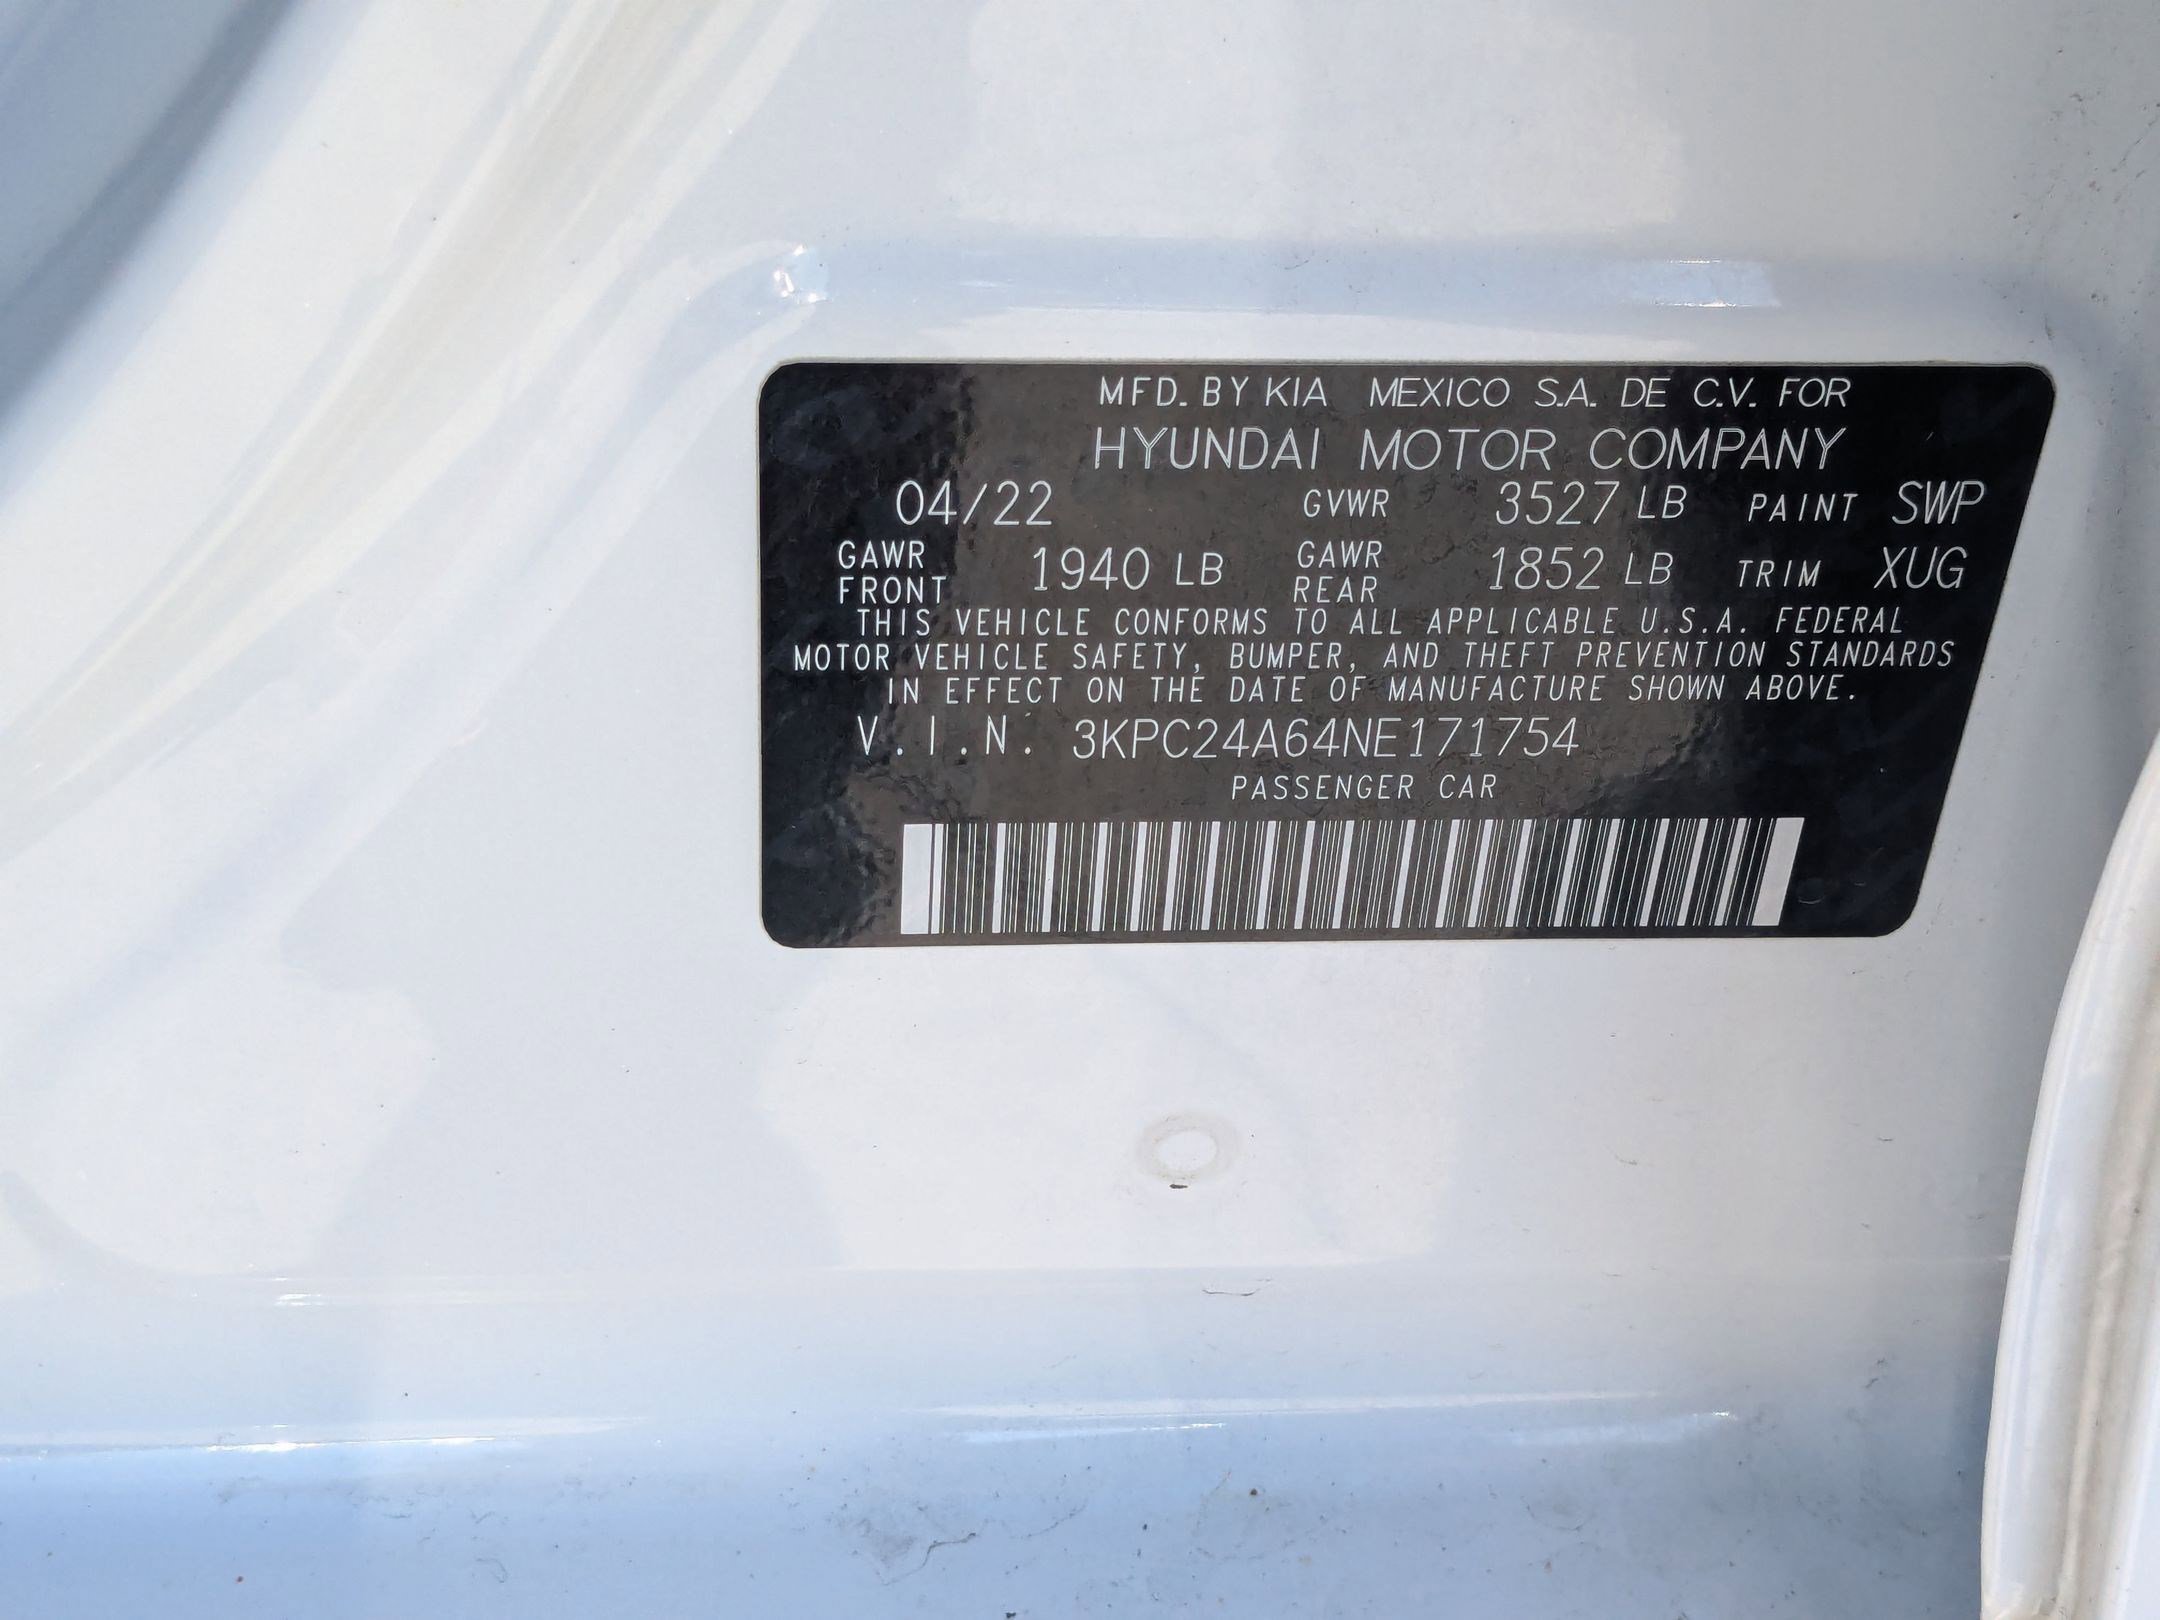 MFD. BY KIA MEXICO S.A. DE C.V. FOR
HYUNDAI MOTOR COMPANY
04/22 GVWR 3527 LB PAINT SWP
GAWR FRONT 1940 LB GAWR REAR 1852 LB TRIM XUG
THIS VEHICLE CONFORMS TO ALL APPLICABLE U.S.A. FEDERAL
MOTOR VEHICLE SAFETY, BUMPER, AND THEFT PREVENTION STANDARDS
IN EFFECT ON THE DATE OF MANUFACTURE SHOWN ABOVE.
V.I.N. 3KPC24A64NE171754
PASSENGER CAR